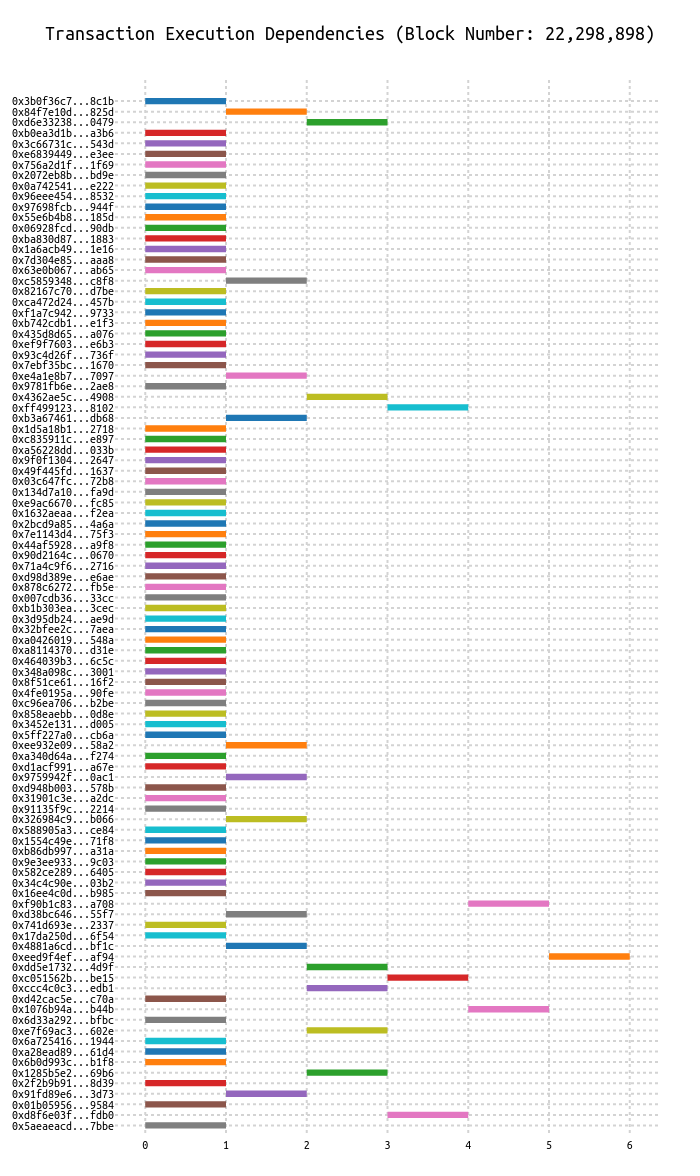 Transaction Execution Dependencies (Block Number: 22,298,898)
0x3b0f36c7...8c1b
0x84f7e10d...825d
0xd6e33238...0479
0xb0ea3d1b...a3b6
0x3c66731c...543d
0xe6839449...e3ee
0x756a2d1f...1f69
0x2072eb8b...bd9e
0x0a742541...e222
0x96eee454...8532
0x97698fcb...944f
0x55e6b4b8...185d
0x06928fcd...90db
0xba830d87...1883
0x1a6acb49...1e16
0x7d304e85...aaa8
0x63e0b067...ab65
0xc5859348...c8f8
0x82167c70...d7be
0xca472d24...457b
0xf1a7c942...9733
0xb742cdb1...e1f3
0x435d8d65...a076
0xef9f7603...e6b3
0x93c4d26f...736f
0x7ebf35bc...1670
0xe4a1e8b7...7097
0x9781fb6e...2ae8
0x4362ae5c...4908
0xff499123...8102
0xb3a67461...db68
0x1d5a18b1...2718
0xc835911c...e897
0xa56228dd...033b
0x9f0f1304...2647
0x49f445fd...1637
0x03c647fc...72b8
0x134d7a10...fa9d
0xe9ac6670...fc85
0x1632aeaa...f2ea
0x2bcd9a85...4a6a
0x7e1143d4...75f3
0x44af5928...a9f8
0x90d2164c...0670
0x71a4c9f6...2716
0xd98d389e...e6ae
0x878c6272...fb5e
0x007cdb36...33cc
0xb1b303ea...3cec
0x3d95db24...ae9d
0x32bfee2c...7aea
0xa0426019...548a
0xa8114370...d31e
0x464039b3...6c5c
0x348a098c...3001
0x8f51ce61...16f2
0x4fe0195a...90fe
0xc96ea706...b2be
0x858eaebb...0d8e
0x3452e131...d005
0x5ff227a0...cb6a
0xee932e09...58a2
0xa340d64a...f274
0xd1acf991...a67e
0x9759942f...0ac1
0xd948b003...578b
0x31901c3e...a2dc
0x91135f9c...2214
0x326984c9...b066
0x588905a3...ce84
0x1554c49e...71f8
0xb86db997...a31a
0x9e3ee933...9c03
0x582ce289...6405
0x34c4c90e...03b2
0x16ee4c0d...b985
0xf90b1c83...a708
0xd38bc646...55f7
0x741d693e...2337
0x17da250d...6f54
0x4881a6cd...bf1c
0xeed9f4ef...af94
0xdd5e1732...4d9f
0xc051562b...be15
0xccc4c0c3...edb1
0xd42cac5e...c70a
0x1076b94a...b44b
0x6d33a292...bfbc
0xe7f69ac3...602e
0x6a725416...1944
0xa28ead89...61d4
0x6b0d993c...b1f8
0x1285b5e2...69b6
0x2f2b9b91...8d39
0x91fd89e6...3d73
0x01b05956...9584
0xd8f6e03f...fdb0
0x5aeaeacd...7bbe
0 1 2 3 4 5 6